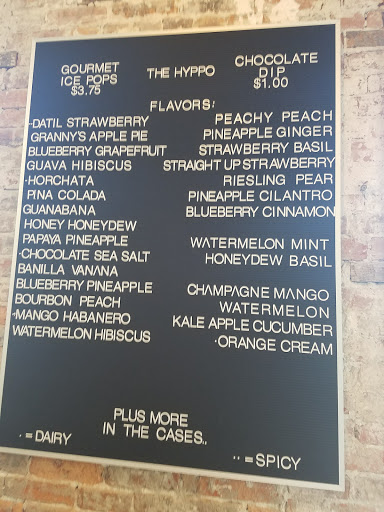 GOURMET
ICE POPS
$3.75
THE HYPPO
CHOCOLATE
DIP
$1.00
FLAVORS:
·DATIL STRAWBERRY
GRANNY'S APPLE PIE
BLUEBERRY GRAPEFRUIT
GUAVA HIBISCUS
·HORCHATA
PINA COLADA
GUANABANA
HONEY HONEYDEW
PAPAYA PINEAPPLE
·CHOCOLATE SEA SALT
BANILLA VANANA
BLUEBERRY PINEAPPLE
BOURBON PEACH
·MANGO HABANERO
WATERMELON HIBISCUS
PEACHY PEACH
PINEAPPLE GINGER
STRAWBERRY BASIL
STRAIGHT UP STRAWBERRY
RIESLING PEAR
PINEAPPLE CILANTRO
BLUEBERRY CINNAMON
WATERMELON MINT
HONEYDEW BASIL
CHAMPAGNE MANGO
WATERMELON
KALE APPLE CUCUMBER
·ORANGE CREAM
PLUS MORE
IN THE CASES..
. = DAIRY
.. = SPICY